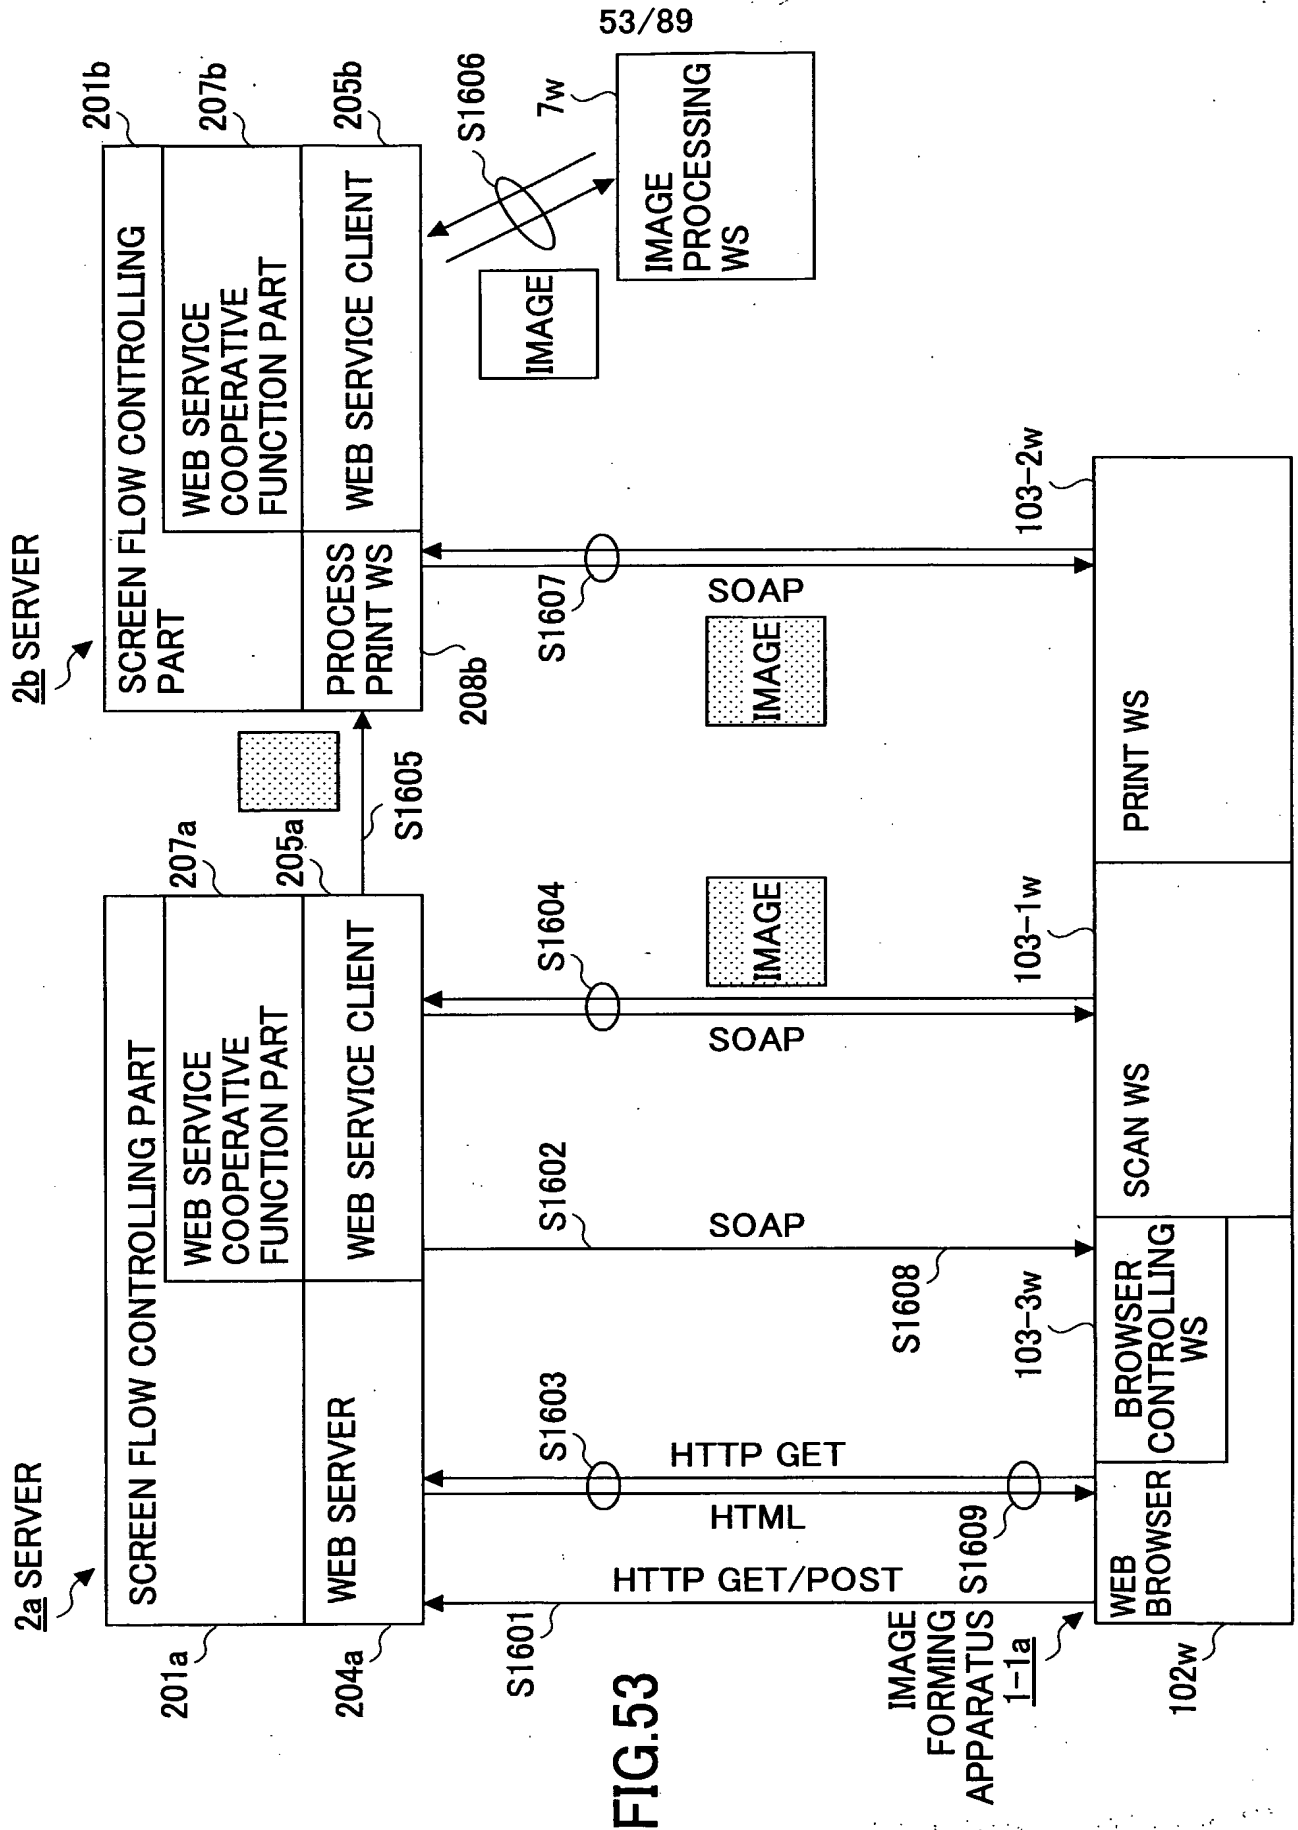 53/89
FIG.53
2a SERVER
201a
SCREEN FLOW CONTROLLING PART
207a
WEB SERVICE
COOPERATIVE
FUNCTION PART
204a
WEB SERVER
205a
WEB SERVICE CLIENT
S1605
2b SERVER
201b
SCREEN FLOW CONTROLLING
PART
207b
WEB SERVICE
COOPERATIVE
FUNCTION PART
205b
WEB SERVICE CLIENT
PROCESS
PRINT WS
208b
S1606
IMAGE
7w
IMAGE
PROCESSING
WS
S1601
HTTP GET/POST
S1603
HTTP GET
HTML
S1609
S1602
SOAP
S1608
S1604
SOAP
IMAGE
S1607
SOAP
IMAGE
IMAGE
FORMING
APPARATUS
1-1a
102w
WEB
BROWSER
103-3w
BROWSER
CONTROLLING
WS
103-1w
SCAN WS
103-2w
PRINT WS